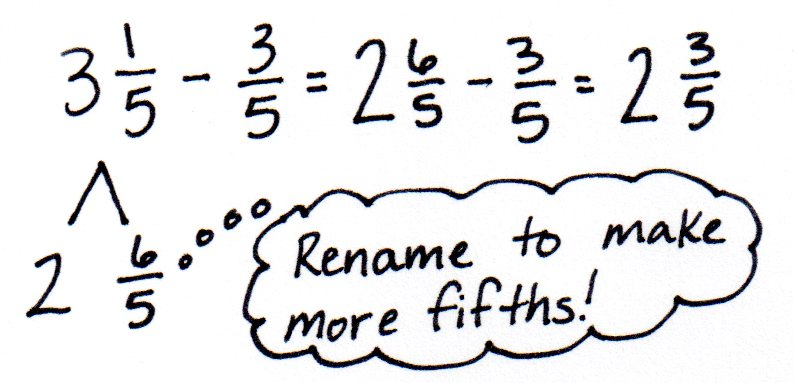 3 1/5 - 3/5 = 2 6/5 - 3/5 = 2 3/5
2 6/5
Rename to make
more fifths!